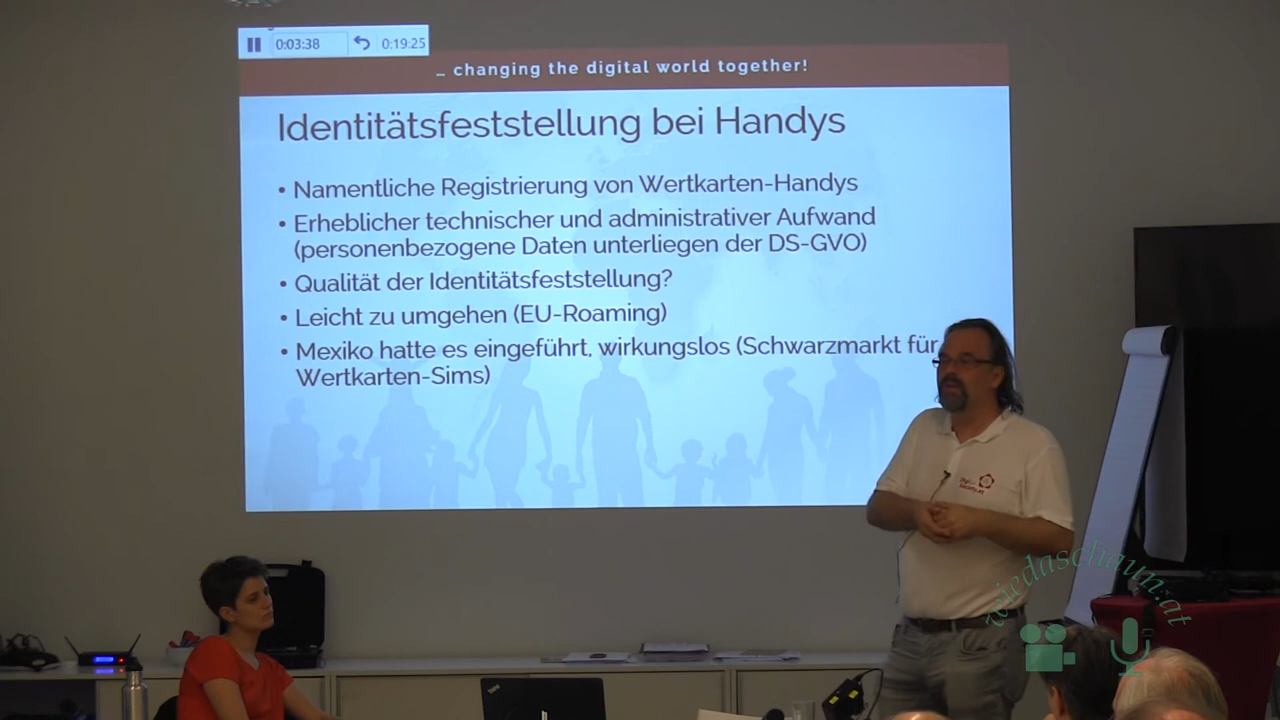 0:03:38 0:19:25
… changing the digital world together!
Identitätsfeststellung bei Handys
• Namentliche Registrierung von Wertkarten-Handys
• Erheblicher technischer und administrativer Aufwand
(personenbezogene Daten unterliegen der DS-GVO)
• Qualität der Identitätsfeststellung?
• Leicht zu umgehen (EU-Roaming)
• Mexiko hatte es eingeführt, wirkungslos (Schwarzmarkt für
Wertkarten-Sims)